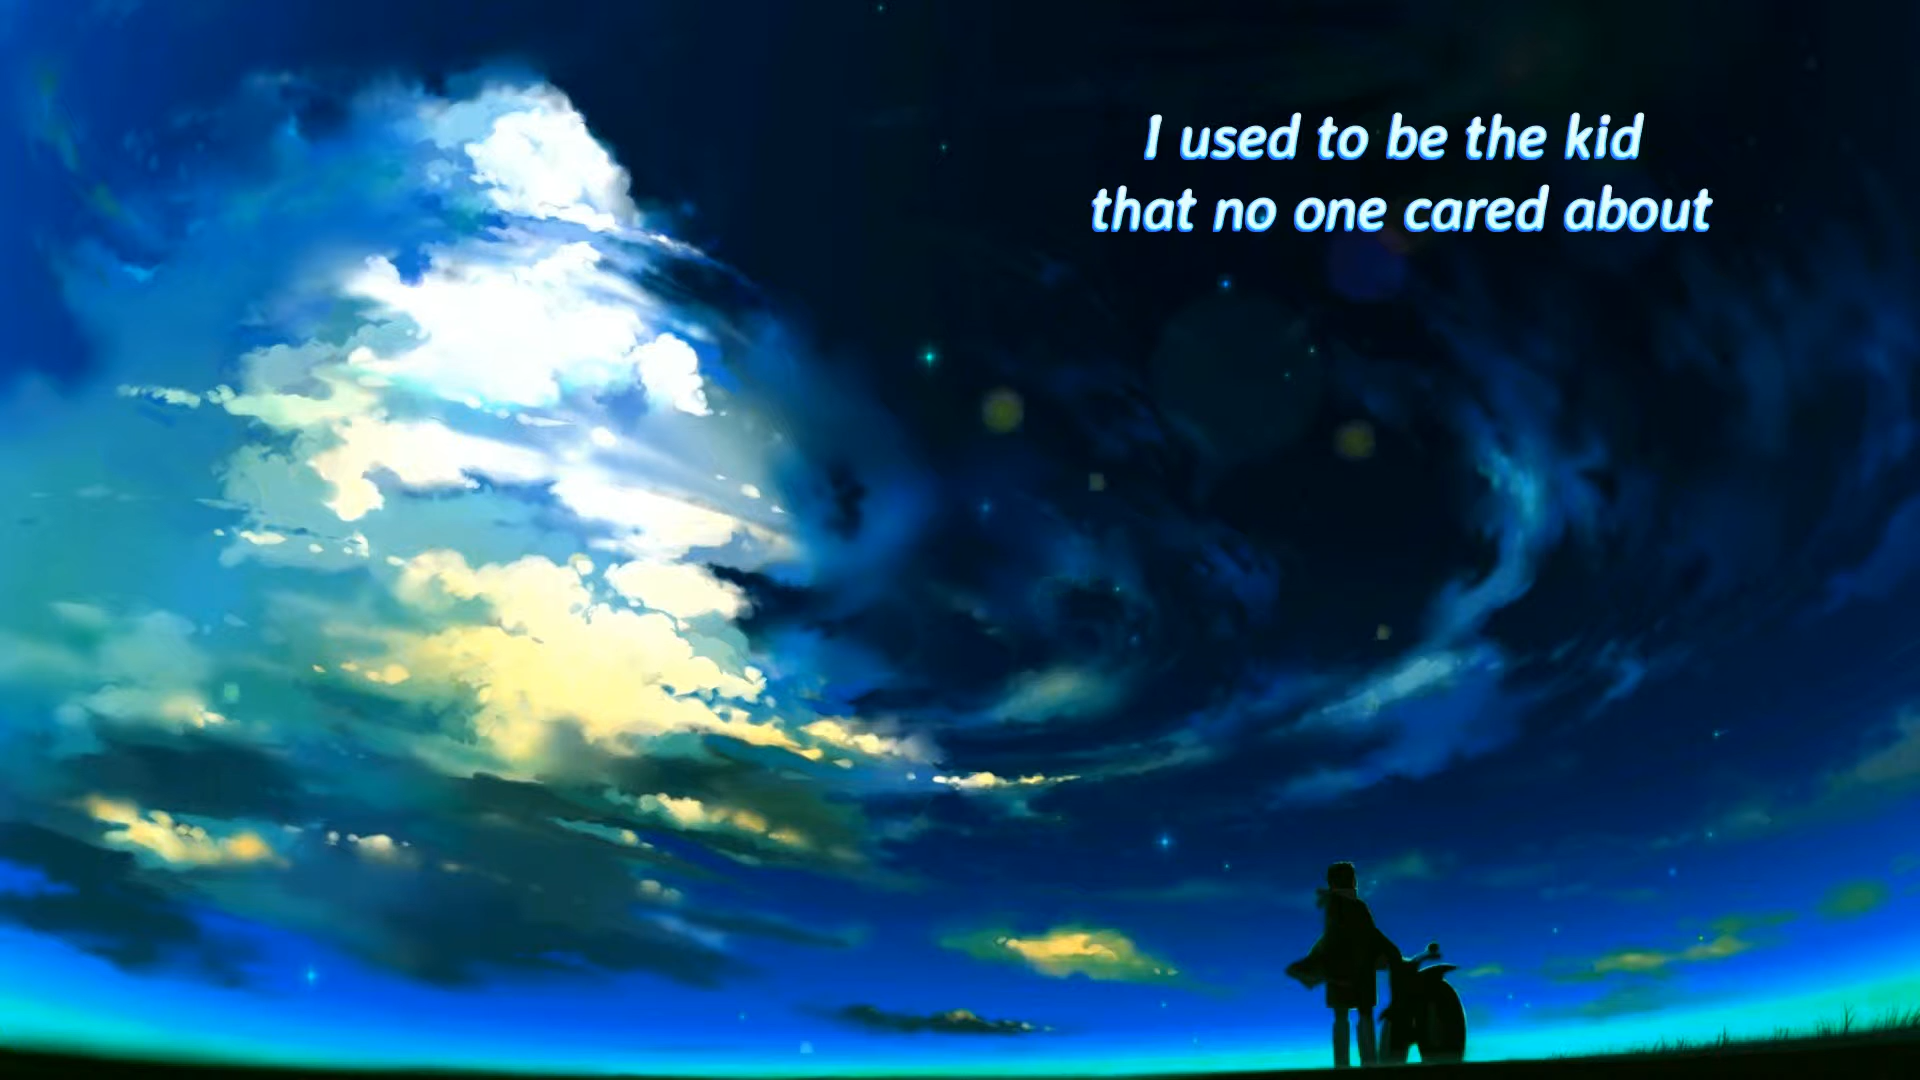 I used to be the kid
that no one cared about